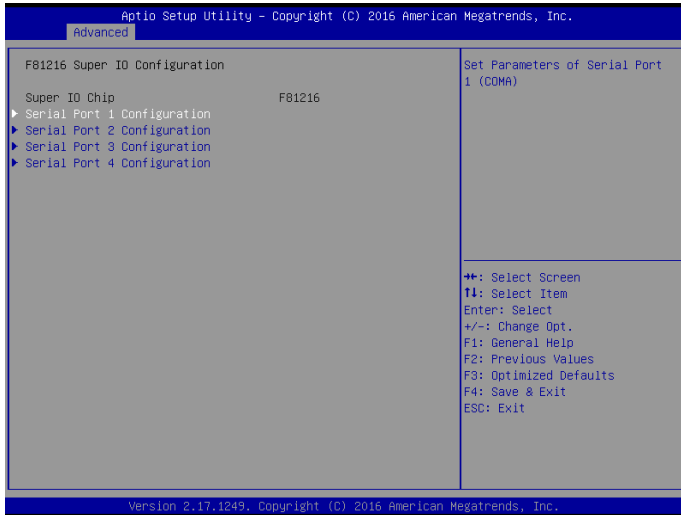 Aptio Setup Utility – Copyright (C) 2016 American Megatrends, Inc.
Advanced
F81216 Super IO Configuration
Super IO Chip F81216
Serial Port 1 Configuration
Serial Port 2 Configuration
Serial Port 3 Configuration
Serial Port 4 Configuration
Set Parameters of Serial Port
1 (COMA)
→←: Select Screen
↑↓: Select Item
Enter: Select
+/-: Change Opt.
F1: General Help
F2: Previous Values
F3: Optimized Defaults
F4: Save & Exit
ESC: Exit
Version 2.17.1249. Copyright (C) 2016 American Megatrends, Inc.